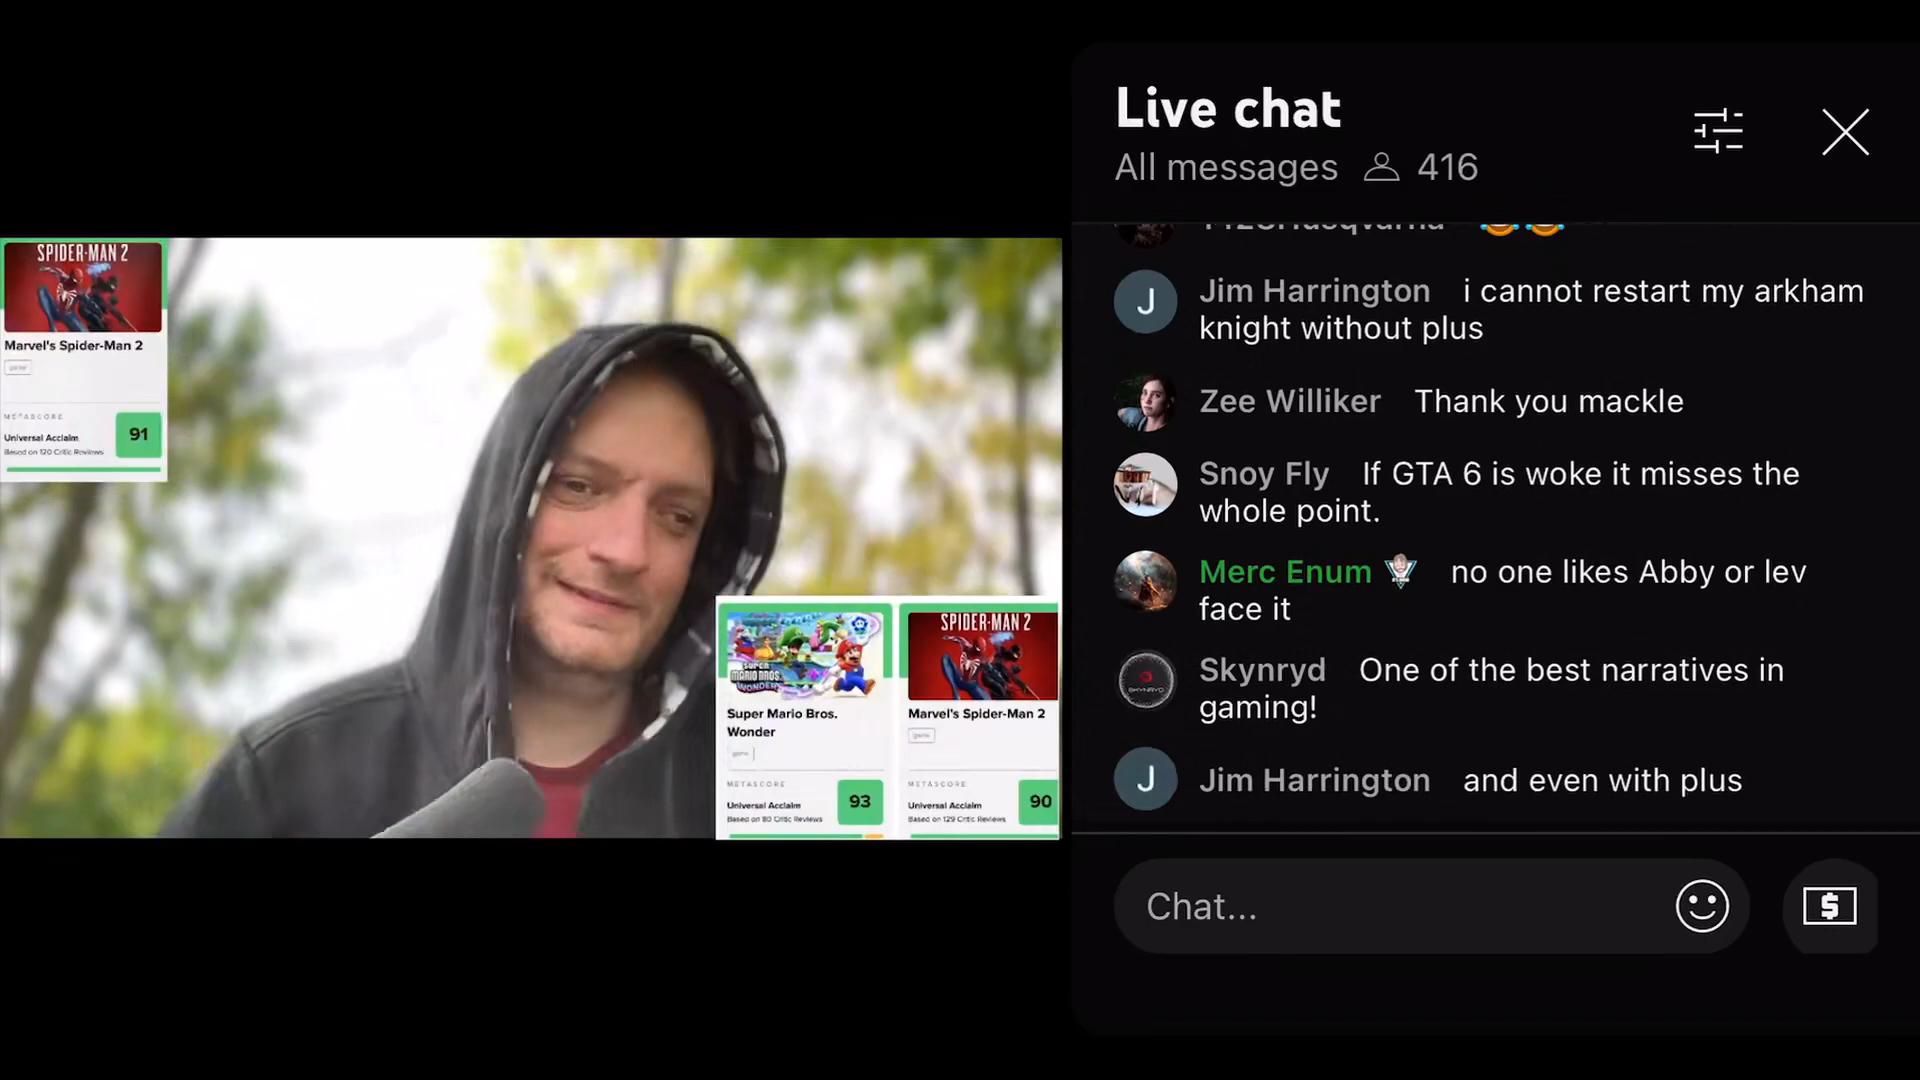 SPIDER-MAN 2
Marvel's Spider-Man 2
game
METASCORE
Universal Acclaim
Based on 120 Critic Reviews
91
SUPER
MARIO BROS.
WONDER
Super Mario Bros.
Wonder
game
METASCORE
Universal Acclaim
Based on 80 Critic Reviews
93
SPIDER-MAN 2
Marvel's Spider-Man 2
game
METASCORE
Universal Acclaim
Based on 129 Critic Reviews
90
Live chat
All messages 416
J
Jim Harrington i cannot restart my arkham
knight without plus
Zee Williker Thank you mackle
Snoy Fly If GTA 6 is woke it misses the
whole point.
Merc Enum no one likes Abby or lev
face it
SKYNRYD
Skynryd One of the best narratives in
gaming!
J
Jim Harrington and even with plus
Chat...
$